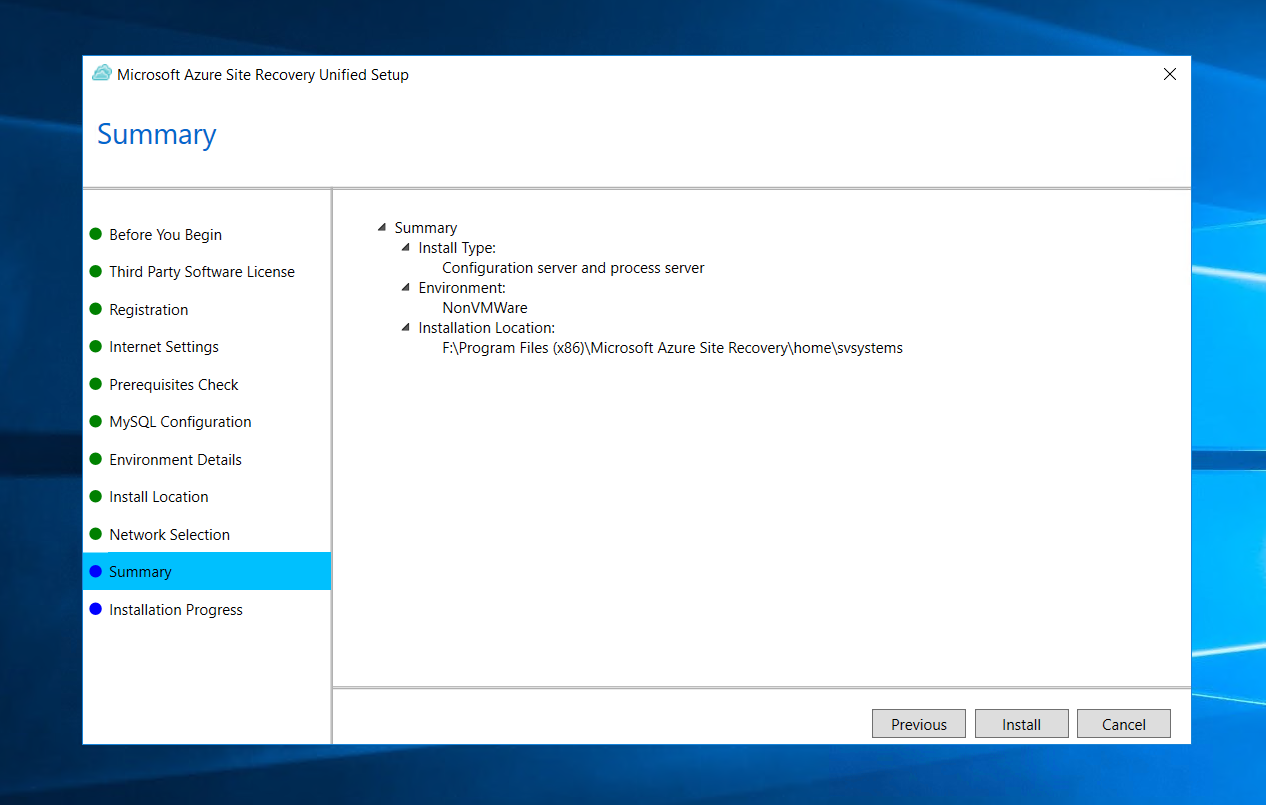 Microsoft Azure Site Recovery Unified Setup
Summary
Before You Begin
Third Party Software License
Registration
Internet Settings
Prerequisites Check
MySQL Configuration
Environment Details
Install Location
Network Selection
Summary
Installation Progress
Summary
Install Type:
Configuration server and process server
Environment:
NonVMWare
Installation Location:
F:\Program Files (x86)\Microsoft Azure Site Recovery\home\svsystems
Previous
Install
Cancel